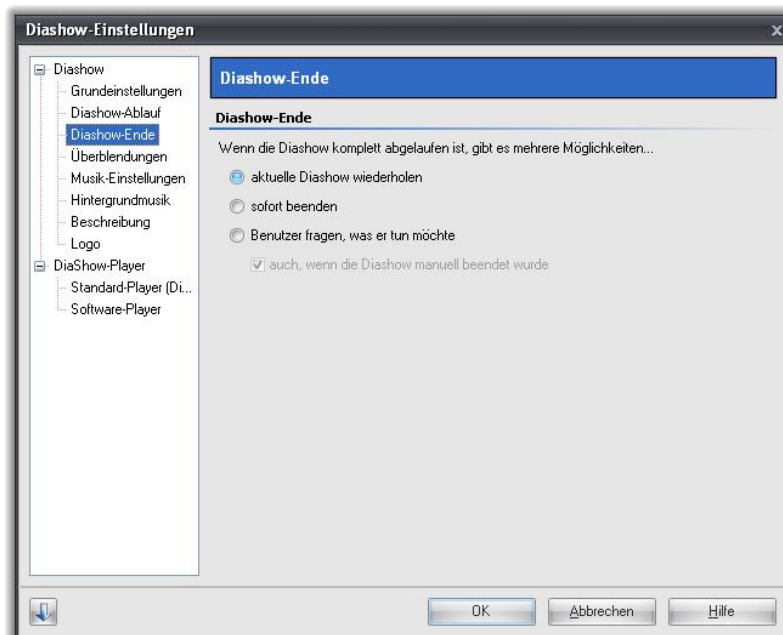 Diashow-Einstellungen
x
Diashow
Grundeinstellungen
Diashow-Ablauf
Diashow-Ende
Überblendungen
Musik-Einstellungen
Hintergrundmusik
Beschreibung
Logo
DiaShow-Player
Standard-Player (Di...
Software-Player
Diashow-Ende
Diashow-Ende
Wenn die Diashow komplett abgelaufen ist, gibt es mehrere Möglichkeiten...
aktuelle Diashow wiederholen
sofort beenden
Benutzer fragen, was er tun möchte
auch, wenn die Diashow manuell beendet wurde
OK
Abbrechen
Hilfe